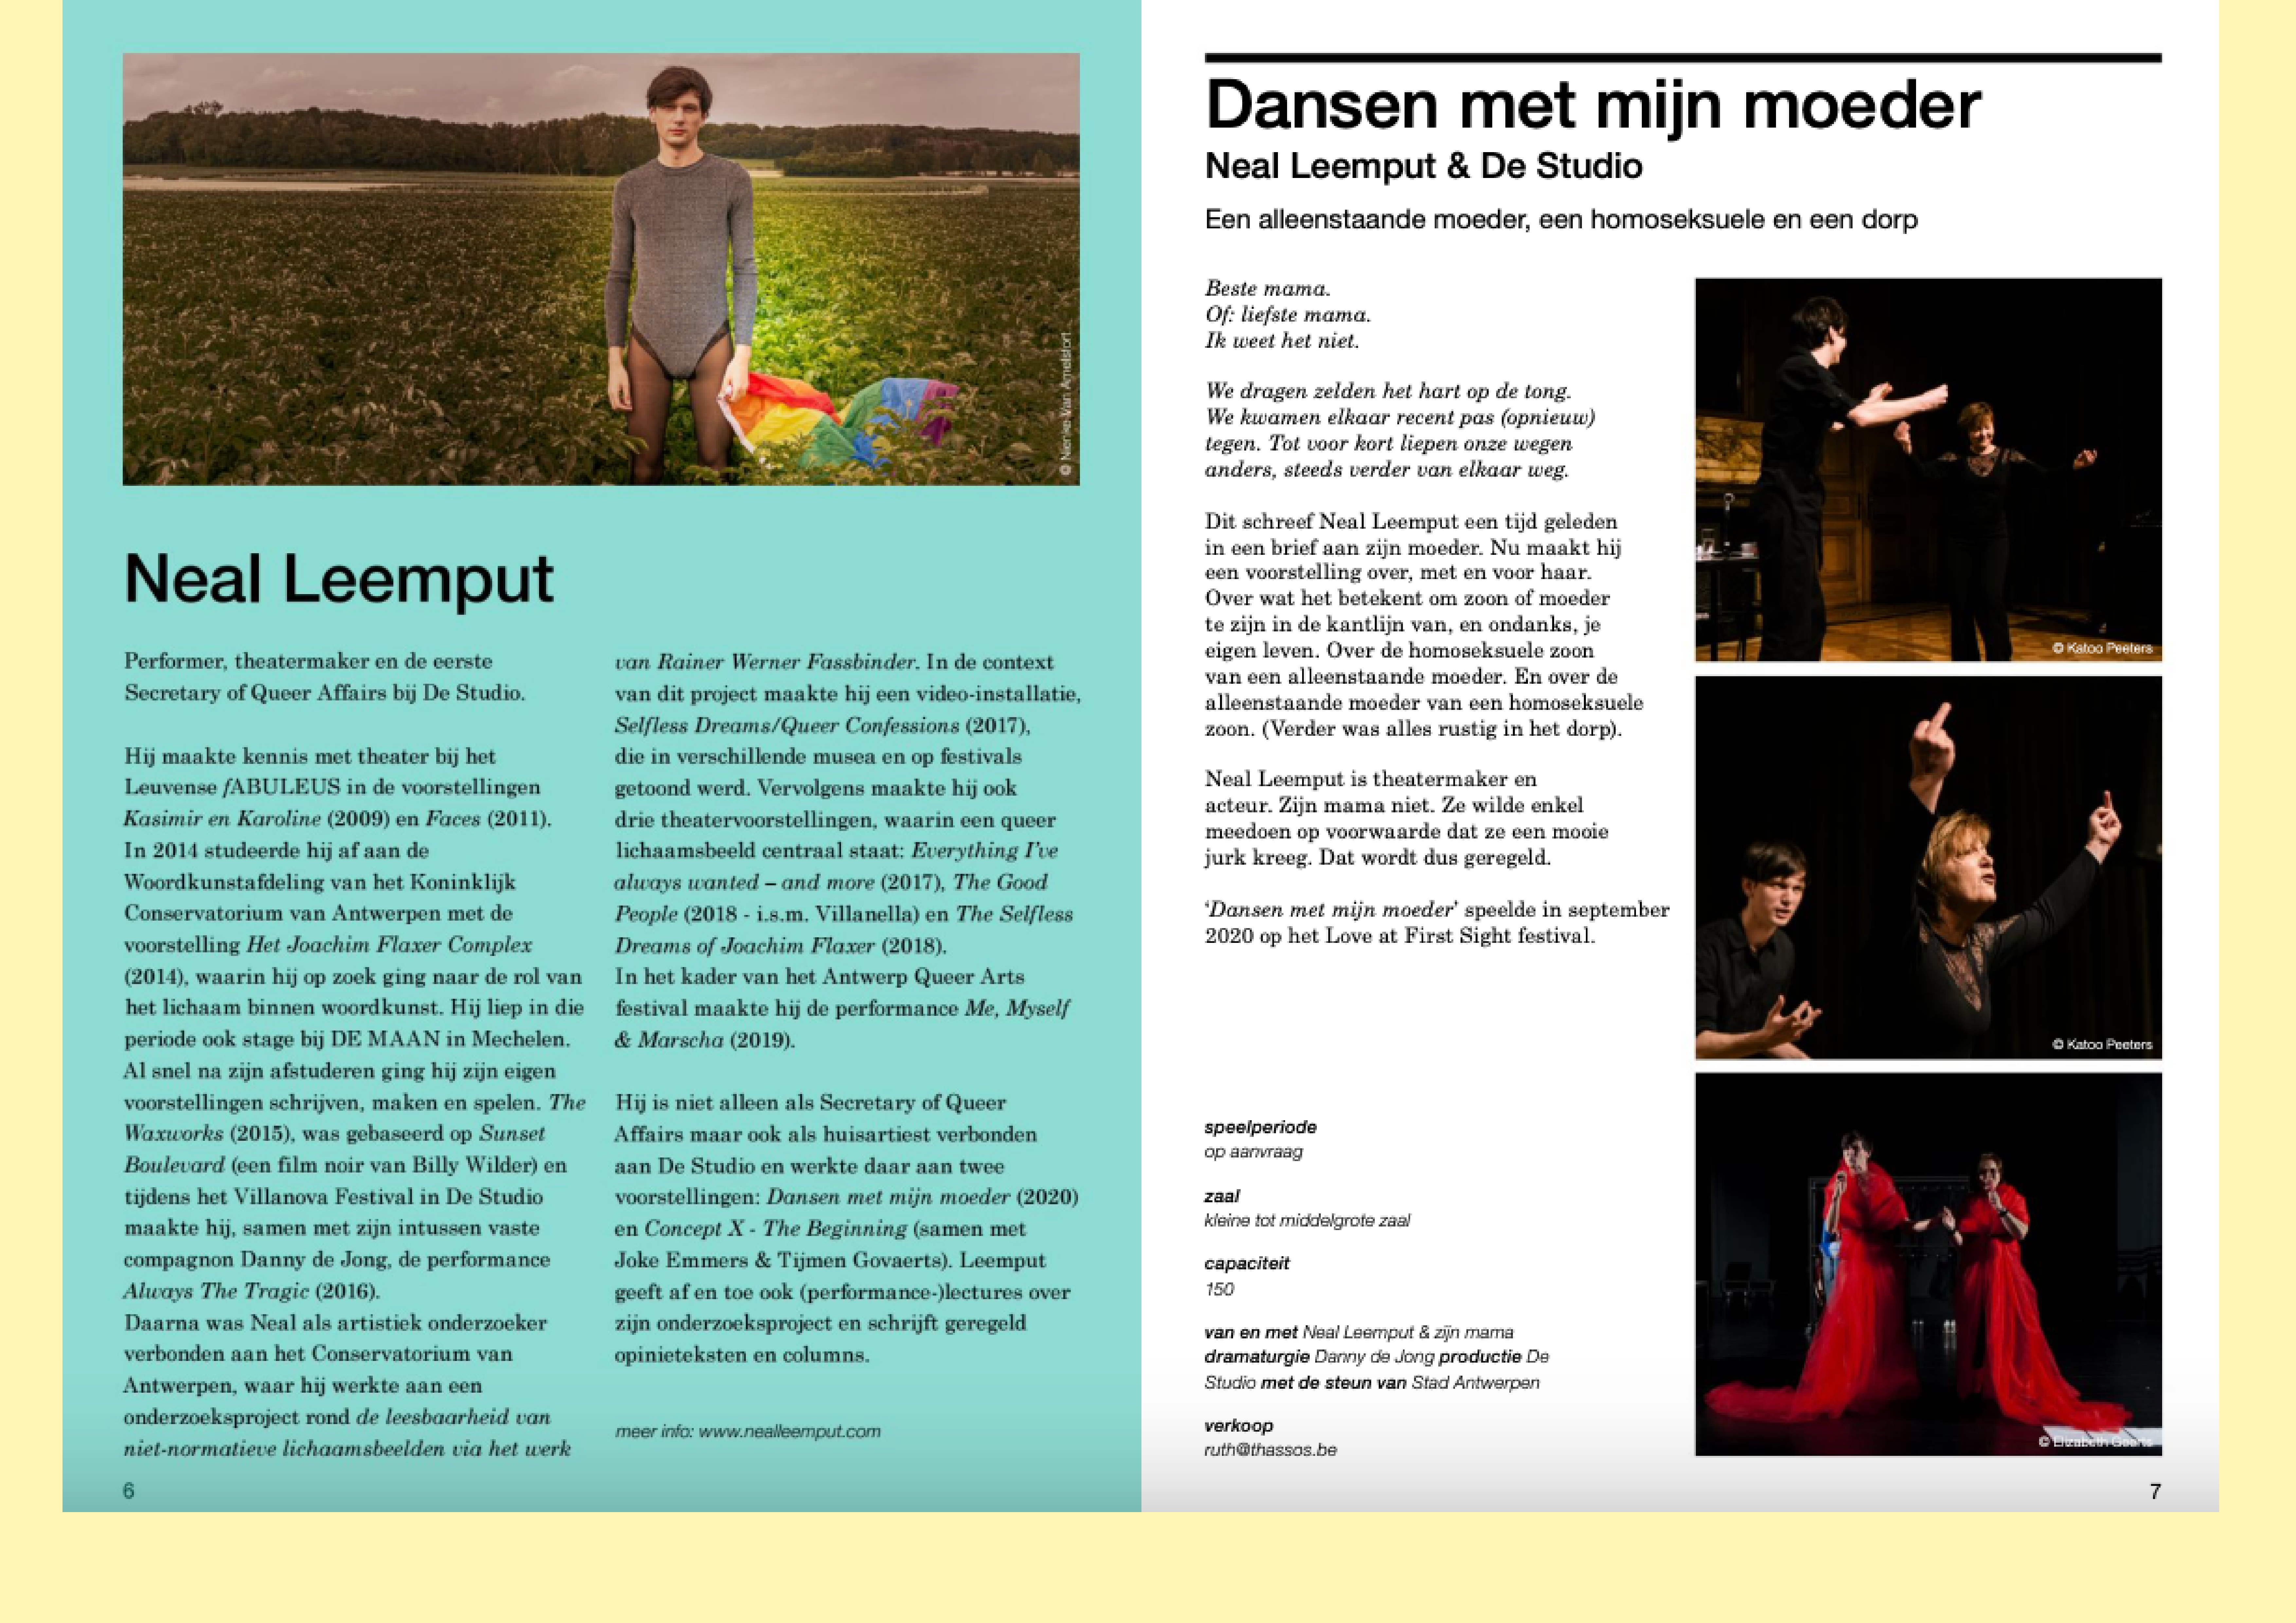 © Nienke Van Amelsfort
Neal Leemput
Performer, theatermaker en de eerste
Secretary of Queer Affairs bij De Studio.
Hij maakte kennis met theater bij het
Leuvense fABULEUS in de voorstellingen
Kasimir en Karoline (2009) en Faces (2011).
In 2014 studeerde hij af aan de
Woordkunstafdeling van het Koninklijk
Conservatorium van Antwerpen met de
voorstelling Het Joachim Flaxer Complex
(2014), waarin hij op zoek ging naar de rol van
het lichaam binnen woordkunst. Hij liep in die
periode ook stage bij DE MAAN in Mechelen.
Al snel na zijn afstuderen ging hij zijn eigen
voorstellingen schrijven, maken en spelen. The
Waxworks (2015), was gebaseerd op Sunset
Boulevard (een film noir van Billy Wilder) en
tijdens het Villanova Festival in De Studio
maakte hij, samen met zijn intussen vaste
compagnon Danny de Jong, de performance
Always The Tragic (2016).
Daarna was Neal als artistiek onderzoeker
verbonden aan het Conservatorium van
Antwerpen, waar hij werkte aan een
onderzoeksproject rond de leesbaarheid van
niet-normatieve lichaamsbeelden via het werk
van Rainer Werner Fassbinder. In de context
van dit project maakte hij een video-installatie,
Selfless Dreams/Queer Confessions (2017),
die in verschillende musea en op festivals
getoond werd. Vervolgens maakte hij ook
drie theatervoorstellingen, waarin een queer
lichaamsbeeld centraal staat: Everything I've
always wanted – and more (2017), The Good
People (2018 - i.s.m. Villanella) en The Selfless
Dreams of Joachim Flaxer (2018).
In het kader van het Antwerp Queer Arts
festival maakte hij de performance Me, Myself
& Marscha (2019).
Hij is niet alleen als Secretary of Queer
Affairs maar ook als huisartiest verbonden
aan De Studio en werkte daar aan twee
voorstellingen: Dansen met mijn moeder (2020)
en Concept X - The Beginning (samen met
Joke Emmers & Tijmen Govaerts). Leemput
geeft af en toe ook (performance-)lectures over
zijn onderzoeksproject en schrijft geregeld
opinieteksten en columns.
meer info: www.nealleemput.com
6
Dansen met mijn moeder
Neal Leemput & De Studio
Een alleenstaande moeder, een homoseksuele en een dorp
Beste mama.
Of: liefste mama.
Ik weet het niet.
We dragen zelden het hart op de tong.
We kwamen elkaar recent pas (opnieuw)
tegen. Tot voor kort liepen onze wegen
anders, steeds verder van elkaar weg.
Dit schreef Neal Leemput een tijd geleden
in een brief aan zijn moeder. Nu maakt hij
een voorstelling over, met en voor haar.
Over wat het betekent om zoon of moeder
te zijn in de kantlijn van, en ondanks, je
eigen leven. Over de homoseksuele zoon
van een alleenstaande moeder. En over de
alleenstaande moeder van een homoseksuele
zoon. (Verder was alles rustig in het dorp).
Neal Leemput is theatermaker en
acteur. Zijn mama niet. Ze wilde enkel
meedoen op voorwaarde dat ze een mooie
jurk kreeg. Dat wordt dus geregeld.
‘Dansen met mijn moeder’ speelde in september
2020 op het Love at First Sight festival.
speelperiode
op aanvraag
zaal
kleine tot middelgrote zaal
capaciteit
150
van en met Neal Leemput & zijn mama
dramaturgie Danny de Jong productie De
Studio met de steun van Stad Antwerpen
verkoop
ruth@thassos.be
© Katoo Peeters
© Katoo Peeters
© Elizabeth Geerts
7